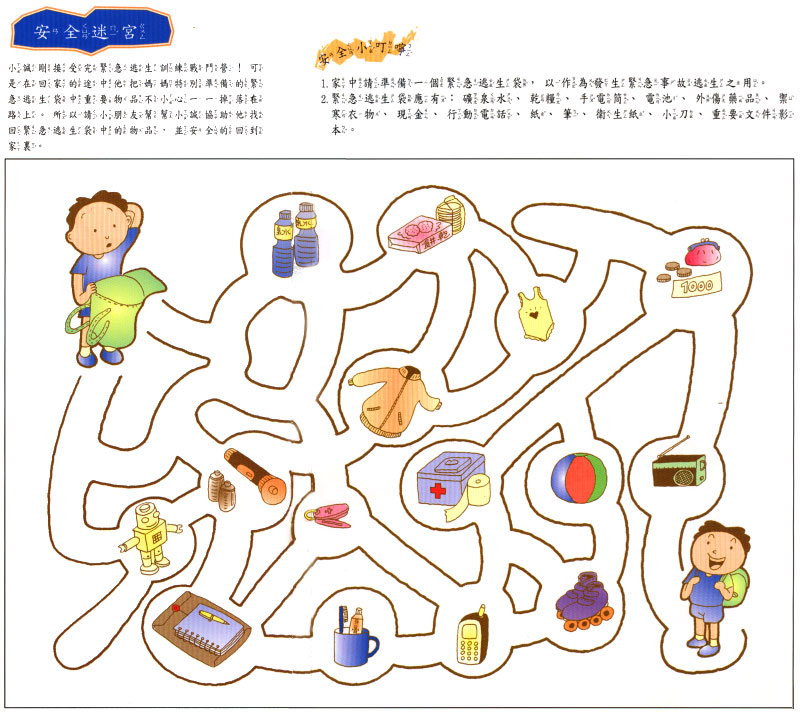 安全迷宮
小誠剛接受完緊急逃生訓練戰鬥營！可
是在回家的途中他把媽媽特別準備的緊
急逃生袋中重要物品不小心一一掉落在
路上。所以請小朋友幫幫小誠協助他找
回緊急逃生袋中的物品，並安全的回到
家裏。
安全小叮嚀
1. 家中請準備一個緊急逃生袋，以作為發生緊急事故逃生之用。
2. 緊急逃生袋應有：礦泉水、乾糧、手電筒、電池、外傷藥品、禦
寒衣物、現金、行動電話、紙、筆、衛生紙、小刀、重要文件影
本。
1000